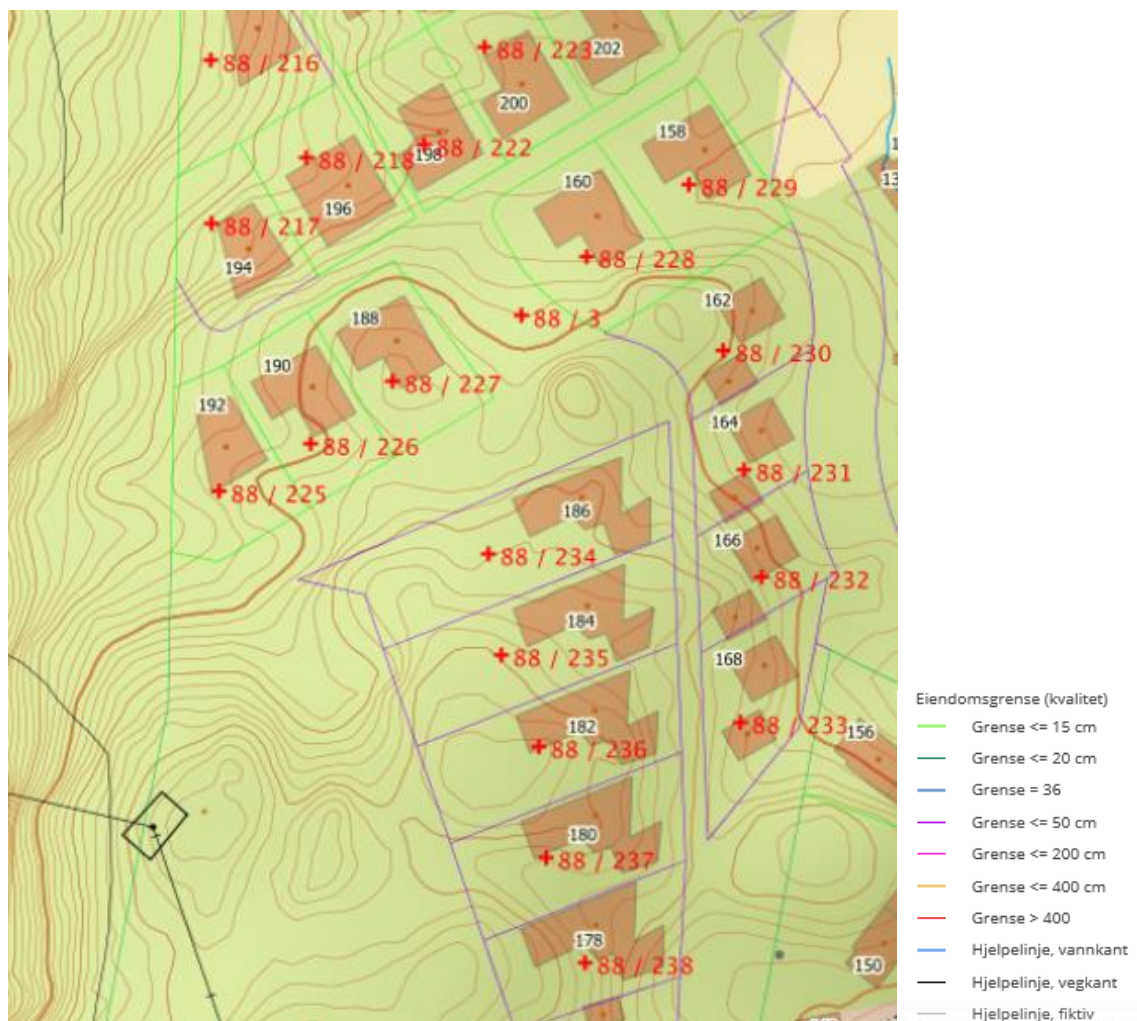 202
88 / 223
88 / 216
200
158
88 / 222
198
88 / 218
160
88 / 229
196
88 / 217
88 / 228
194
162
188
88 / 3
88 / 230
190
88 / 227
192
164
88 / 226
88 / 231
88 / 225
186
166
88 / 234
88 / 232
184
88 / 235
168
182
88 / 233
156
88 / 236
180
88 / 237
178
88 / 238
150
Eiendomsgrense (kvalitet)
Grense <= 15 cm
Grense <= 20 cm
Grense = 36
Grense <= 50 cm
Grense <= 200 cm
Grense <= 400 cm
Grense > 400
Hjelpelinje, vannkant
Hjelpelinje, vegkant
Hjelpelinje, fiktiv